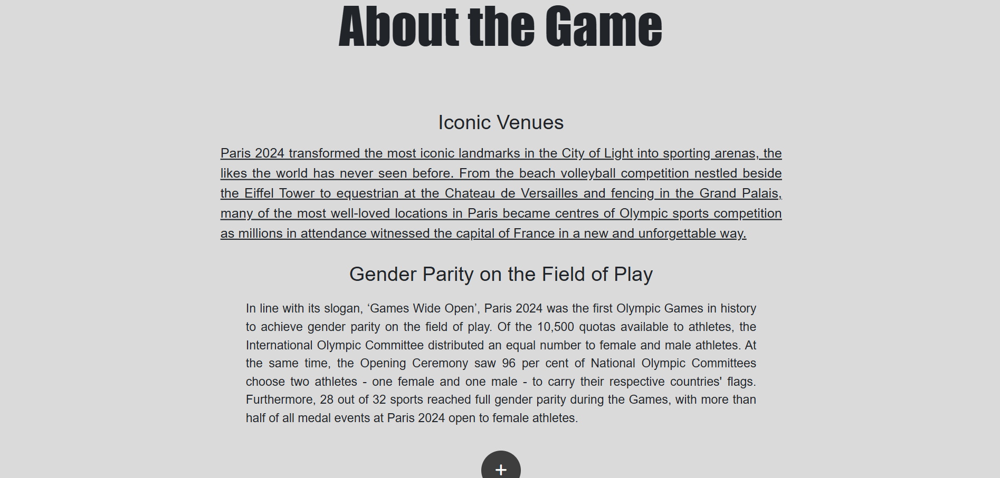 About the Game
Iconic Venues
Paris 2024 transformed the most iconic landmarks in the City of Light into sporting arenas, the
likes the world has never seen before. From the beach volleyball competition nestled beside
the Eiffel Tower to equestrian at the Chateau de Versailles and fencing in the Grand Palais,
many of the most well-loved locations in Paris became centres of Olympic sports competition
as millions in attendance witnessed the capital of France in a new and unforgettable way.
Gender Parity on the Field of Play
In line with its slogan, ‘Games Wide Open’, Paris 2024 was the first Olympic Games in history
to achieve gender parity on the field of play. Of the 10,500 quotas available to athletes, the
International Olympic Committee distributed an equal number to female and male athletes. At
the same time, the Opening Ceremony saw 96 per cent of National Olympic Committees
choose two athletes - one female and one male - to carry their respective countries' flags.
Furthermore, 28 out of 32 sports reached full gender parity during the Games, with more than
half of all medal events at Paris 2024 open to female athletes.
+